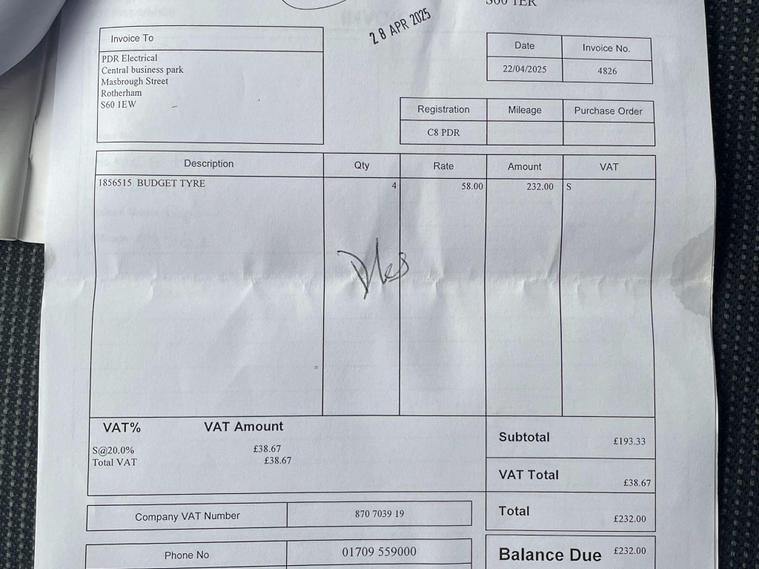 S60 1ER
28 APR 2025
Invoice To
PDR Electrical
Central business park
Masbrough Street
Rotherham
S60 1EW
Date Invoice No.
22/04/2025 4826
Registration Mileage Purchase Order
C8 PDR
Description Qty Rate Amount VAT
1856515 BUDGET TYRE 4 58.00 232.00 S
VAT% VAT Amount
S@20.0% £38.67
Total VAT £38.67
Subtotal £193.33
VAT Total £38.67
Total £232.00
Company VAT Number 870 7039 19
Phone No 01709 559000
Balance Due £232.00